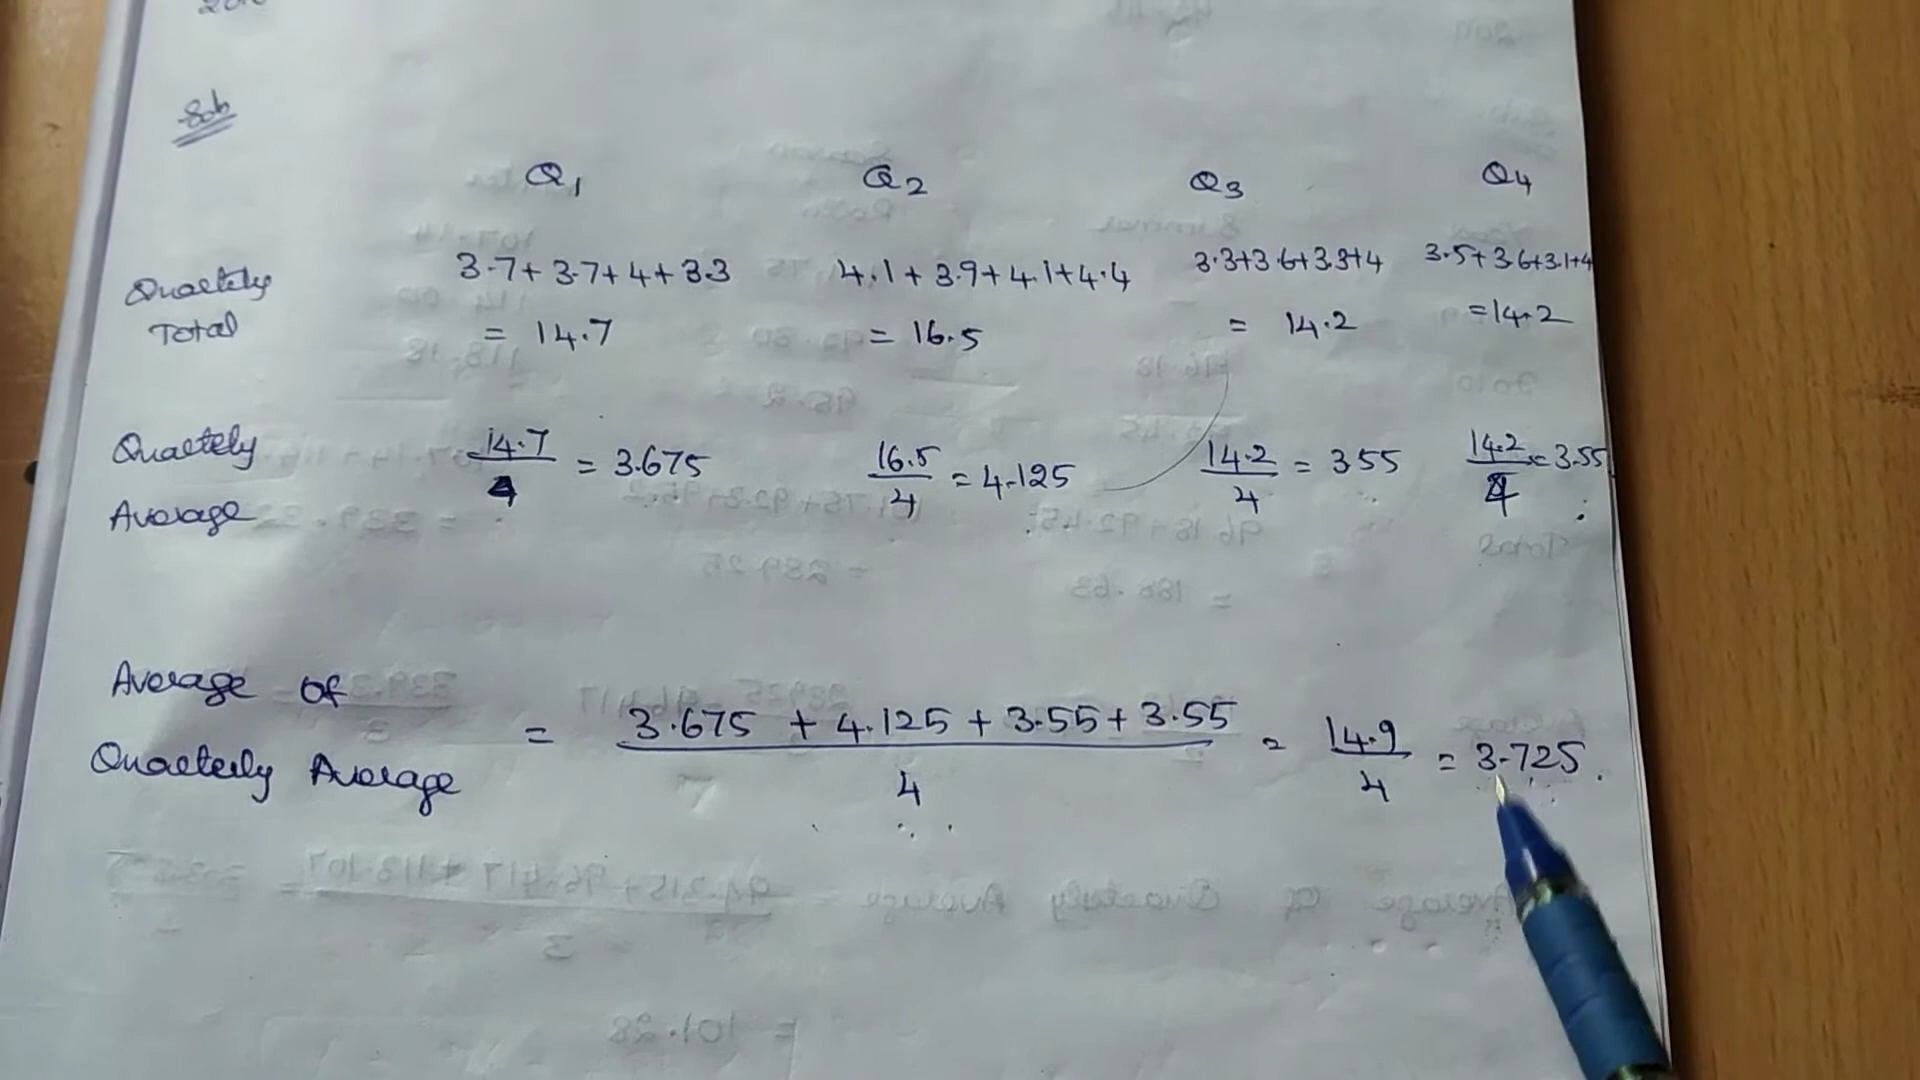 Q1 Q2 Q3 Q4
Quartely 3.7+3.7+4+3.3 4.1+3.9+4.1+4.4 3.3+3.6+3.3+4 3.5+3.6+3.1+4
Total = 14.7 = 16.5 = 14.2 =14.2
Quartely 14.7/4 = 3.675 16.5/4 = 4.125 14.2/4 = 3.55 14.2/4 = 3.55
Average
Average Of
Quarterly Average = 3.675 + 4.125 + 3.55 + 3.55 / 4 = 14.9/4 = 3.725.